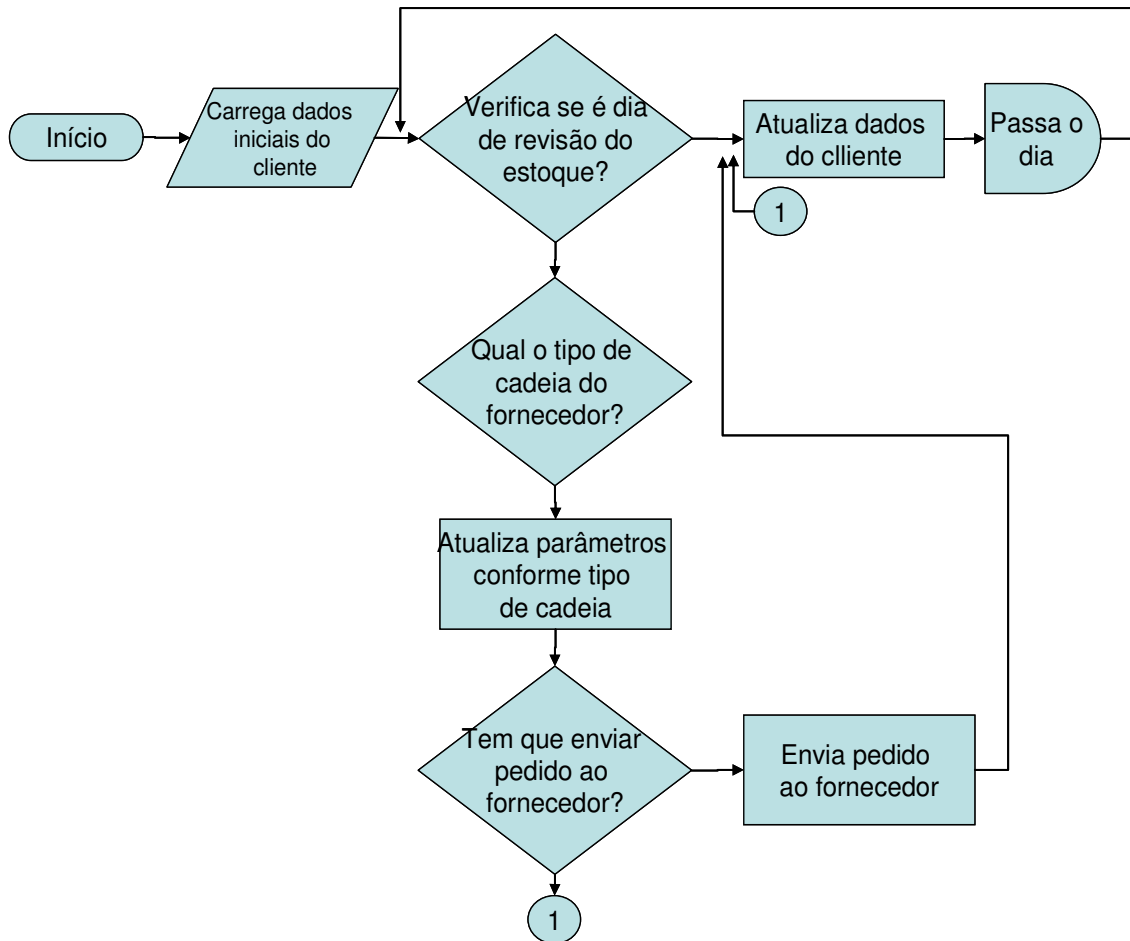 Início
Carrega dados
iniciais do
cliente
Verifica se é dia
de revisão do
estoque?
Atualiza dados
do clliente
Passa o
dia
1
Qual o tipo de
cadeia do
fornecedor?
Atualiza parâmetros
conforme tipo
de cadeia
Tem que enviar
pedido ao
fornecedor?
Envia pedido
ao fornecedor
1